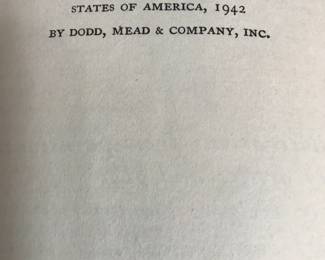 STATES OF AMERICA, 1942
BY DODD, MEAD & COMPANY, INC.